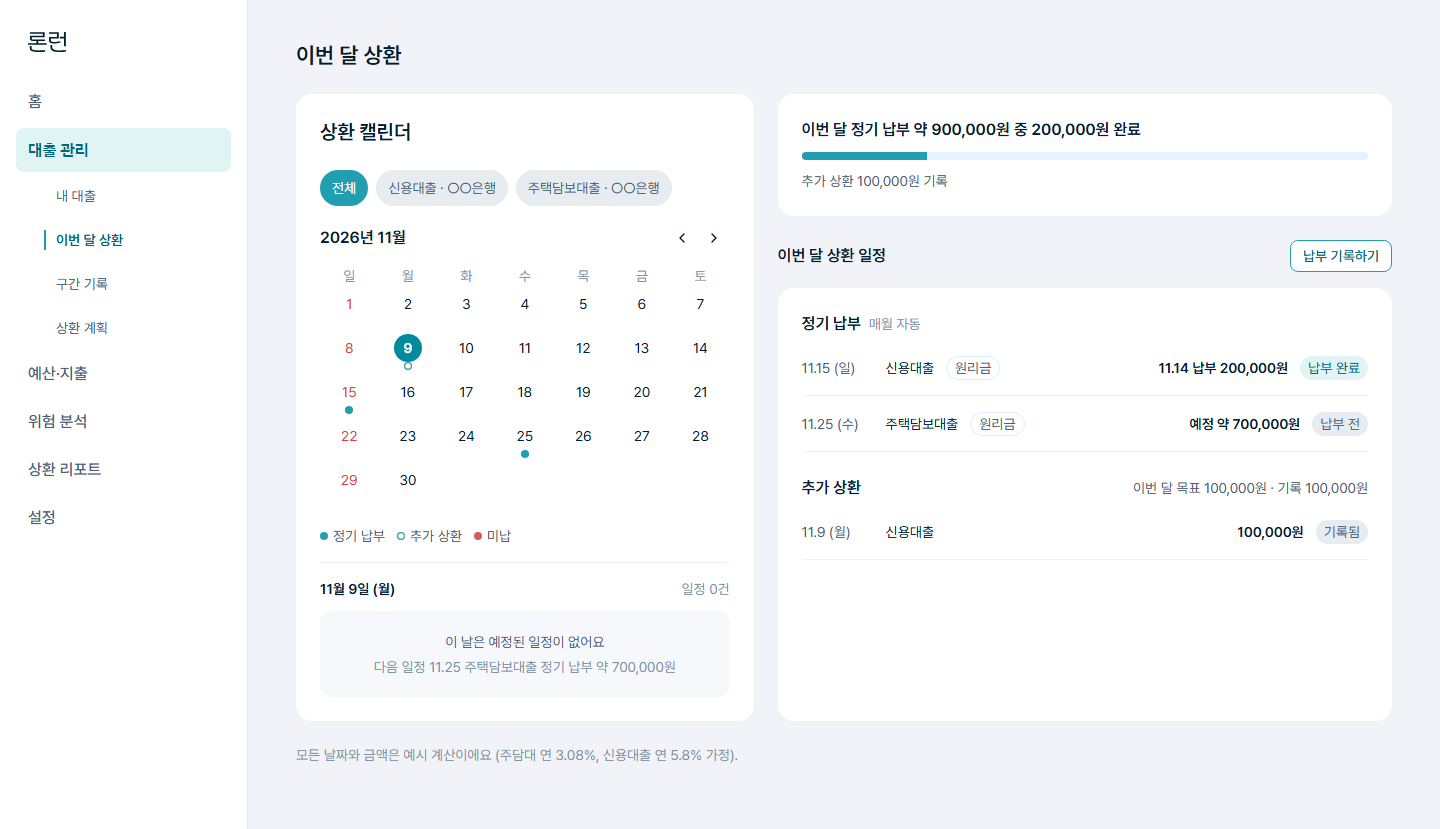 론런
홈
대출 관리
내 대출
이번 달 상환
구간 기록
상환 계획
예산·지출
위험 분석
상환 리포트
설정
이번 달 상환
상환 캘린더
전체 신용대출 · ○○은행 주택담보대출 · ○○은행
2026년 11월
일 월 화 수 목 금 토
1 2 3 4 5 6 7
8 9 10 11 12 13 14
15 16 17 18 19 20 21
22 23 24 25 26 27 28
29 30
정기 납부 추가 상환 미납
11월 9일 (월) 일정 0건
이 날은 예정된 일정이 없어요
다음 일정 11.25 주택담보대출 정기 납부 약 700,000원
이번 달 정기 납부 약 900,000원 중 200,000원 완료
추가 상환 100,000원 기록
이번 달 상환 일정 납부 기록하기
정기 납부 매월 자동
11.15 (일) 신용대출 원리금 11.14 납부 200,000원 납부 완료
11.25 (수) 주택담보대출 원리금 예정 약 700,000원 납부 전
추가 상환 이번 달 목표 100,000원 · 기록 100,000원
11.9 (월) 신용대출 100,000원 기록됨
모든 날짜와 금액은 예시 계산이에요 (주담대 연 3.08%, 신용대출 연 5.8% 가정).